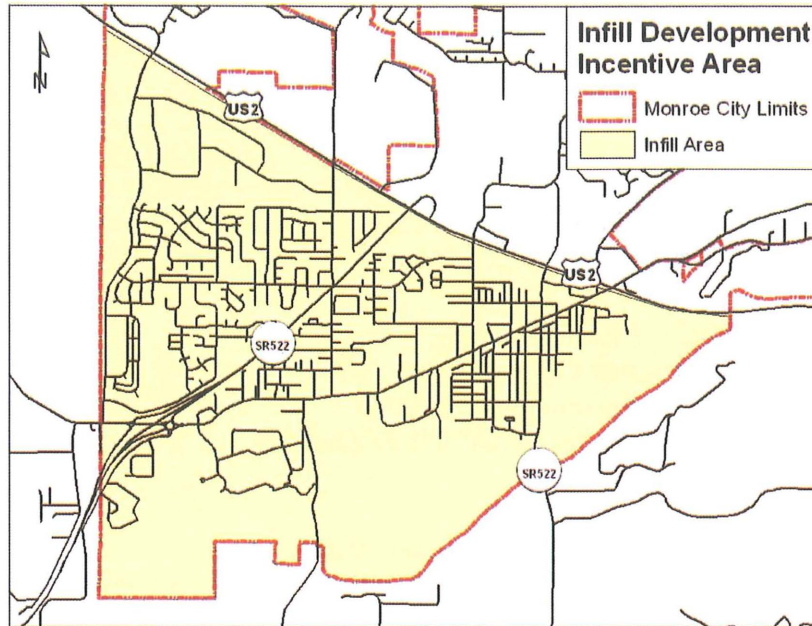 Infill Development
Incentive Area
Monroe City Limits
Infill Area
N
US2
US2
SR522
SR522